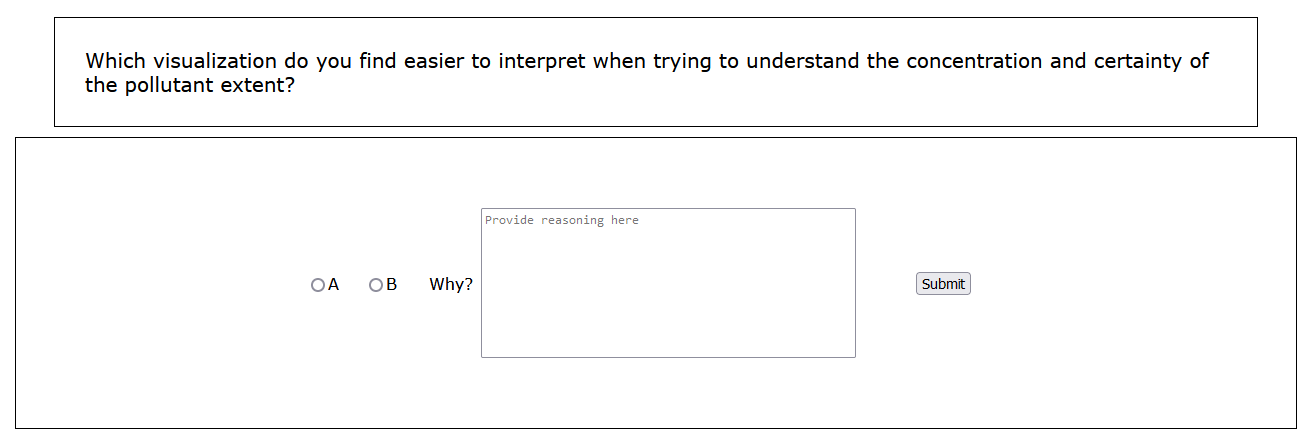 Which visualization do you find easier to interpret when trying to understand the concentration and certainty of
the pollutant extent?
Provide reasoning here
A B Why? Submit